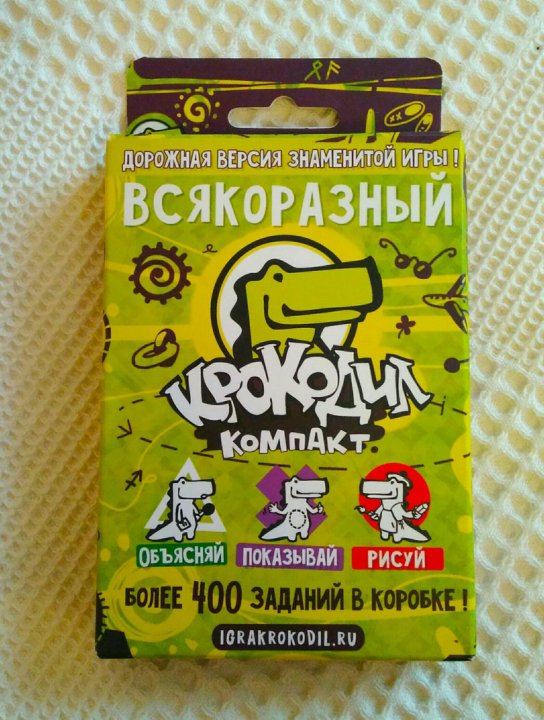 ДОРОЖНАЯ ВЕРСИЯ ЗНАМЕНИТОЙ ИГРЫ!
ВСЯКОРАЗНЫЙ
КРОКОДИЛ
КОМПАКТ
ОБЪЯСНЯЙ ПОКАЗЫВАЙ РИСУЙ
БОЛЕЕ 400 ЗАДАНИЙ В КОРОБКЕ!
IGRAKROKODIL.RU